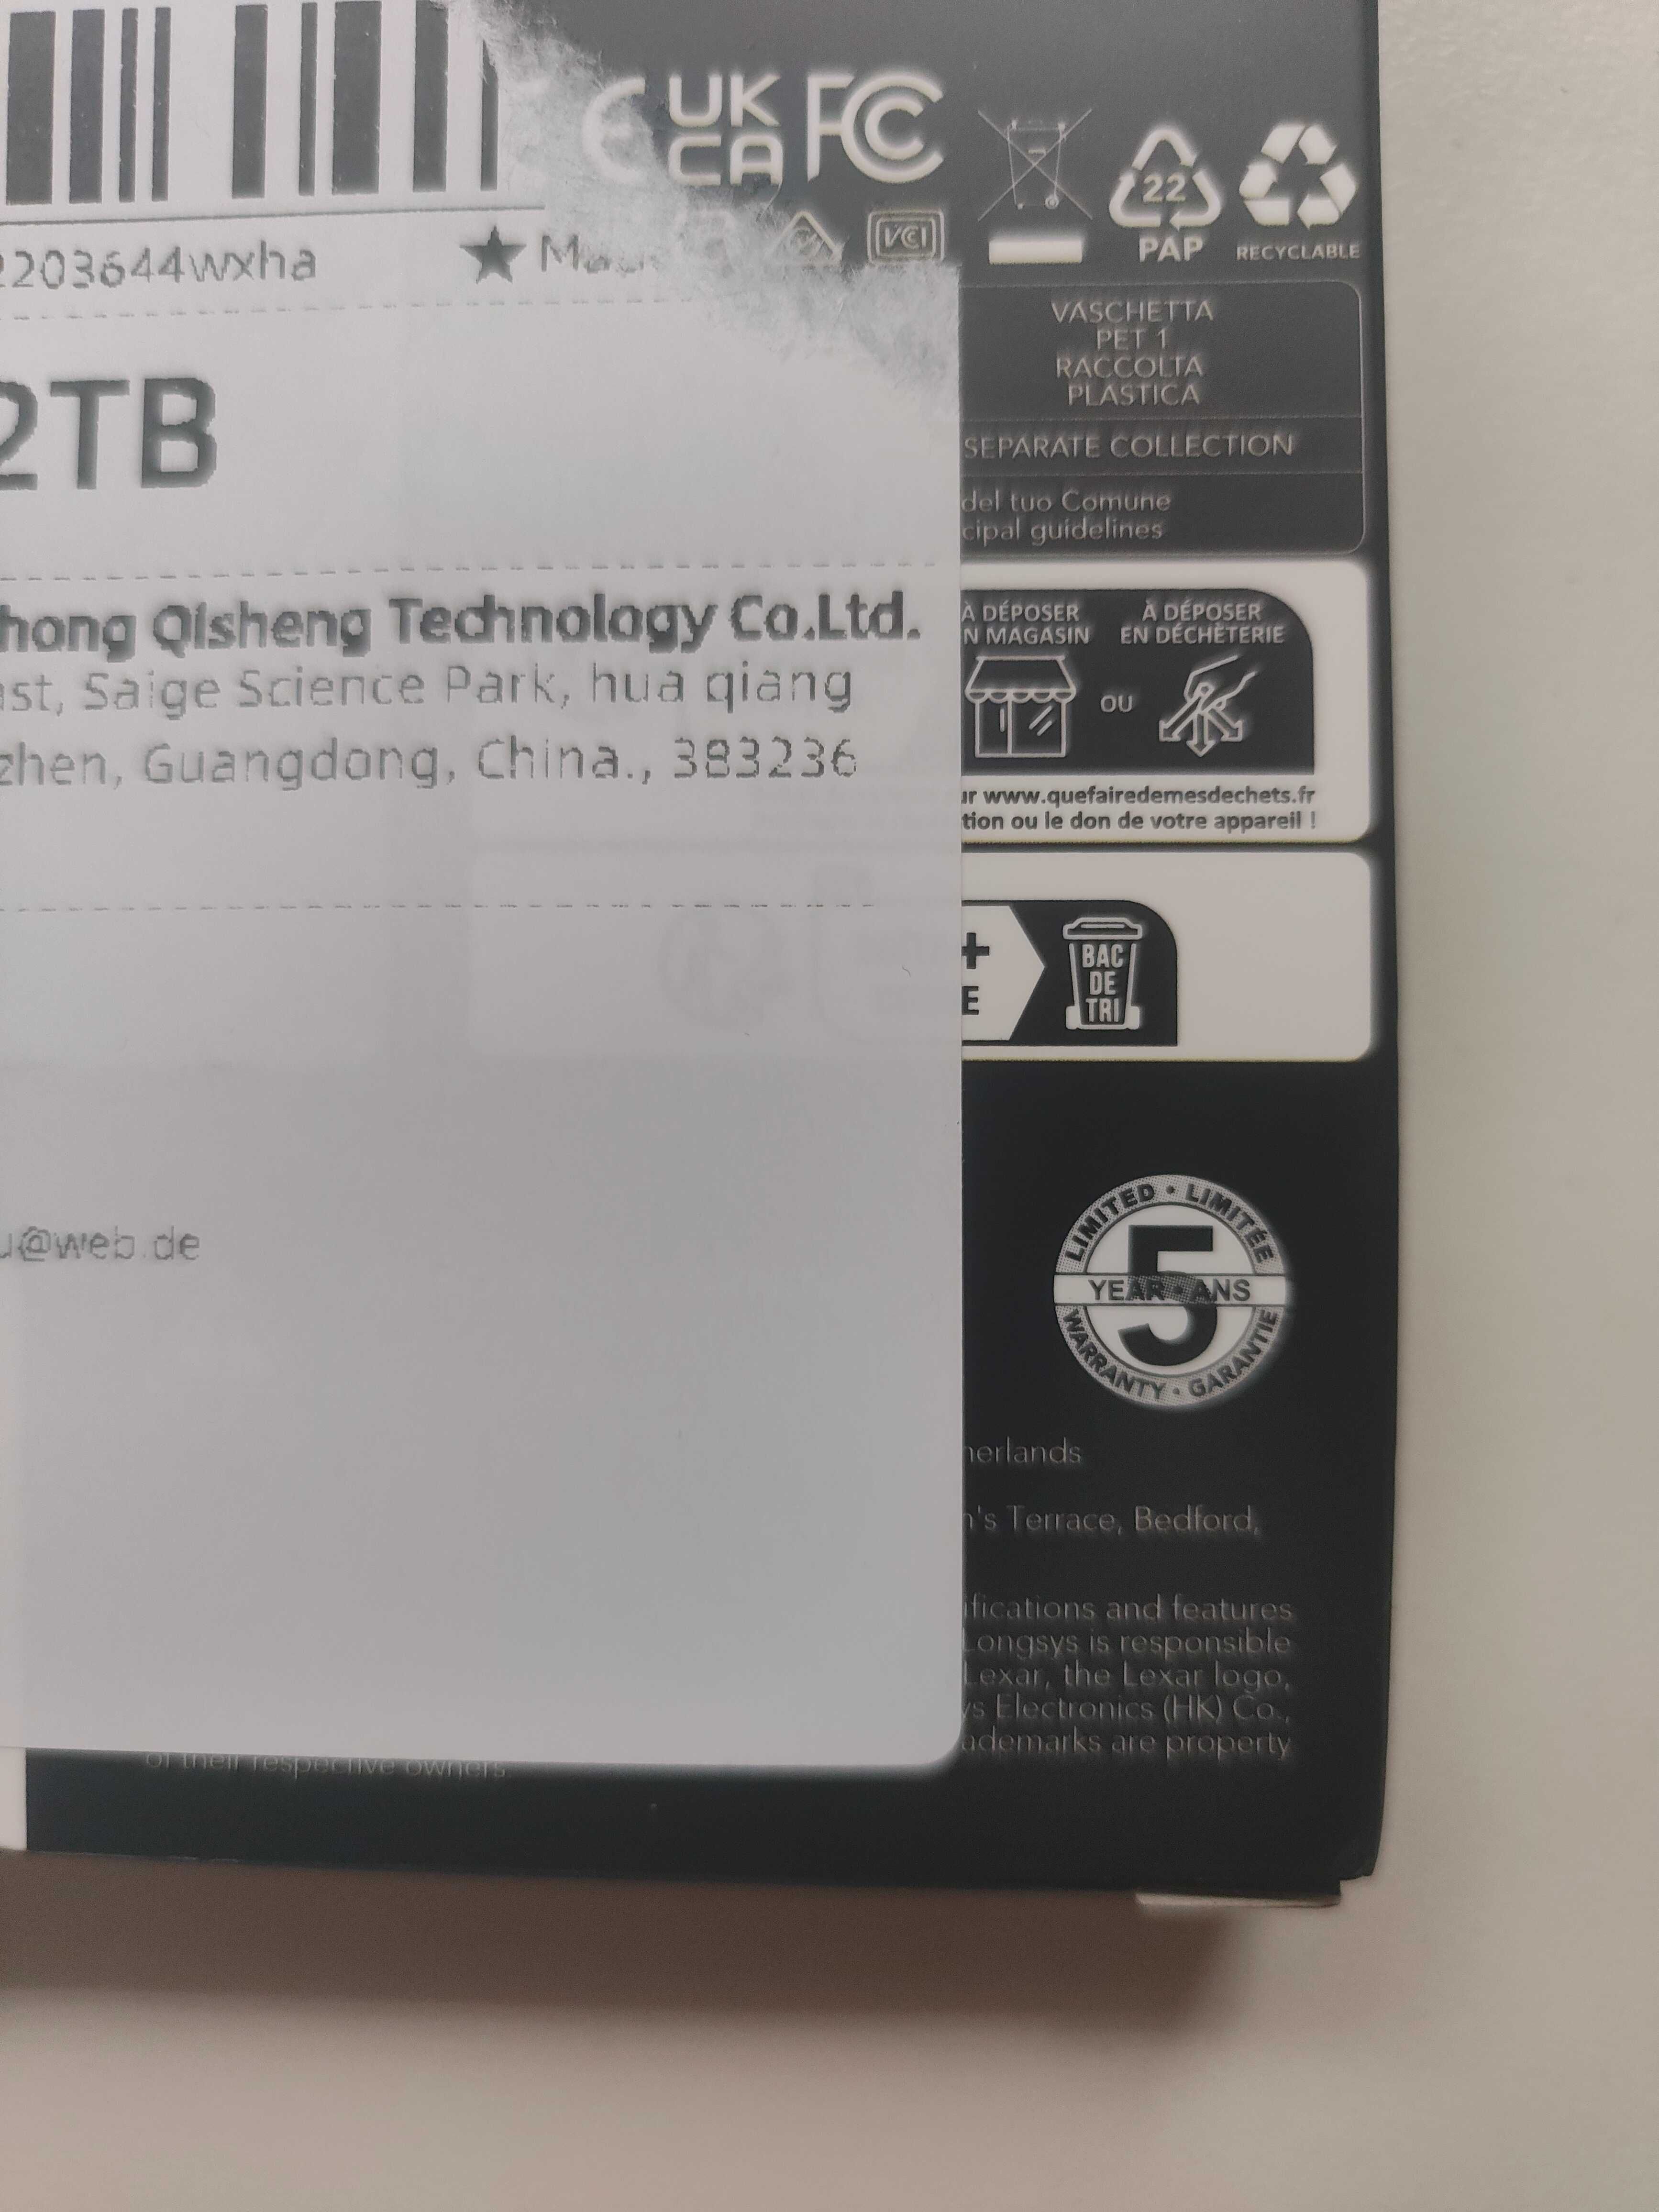 UK
CA
FC
22
PAP
RECYCLABLE
2203644wxha
VCI
VASCHETTA
PET 1
RACCOLTA
PLASTICA
2TB
SEPARATE COLLECTION
del tuo Comune
cipal guidelines
hong Qisheng Technology Co.Ltd.
ast, Saige Science Park, hua qiang
zhen, Guangdong, China., 383236
À DÉPOSER
N MAGASIN
OU
À DÉPOSER
EN DÉCHÈTERIE
ur www.quefairedemesdechets.fr
tion ou le don de votre appareil !
+
E
BAC
DE
TRI
u@web.de
LIMITED • LIMITÉE
5
YEAR • ANS
WARRANTY • GARANTIE
herlands
n's Terrace, Bedford,
ifications and features
Longsys is responsible
Lexar, the Lexar logo,
ys Electronics (HK) Co.,
ademarks are property
of their respective owners.